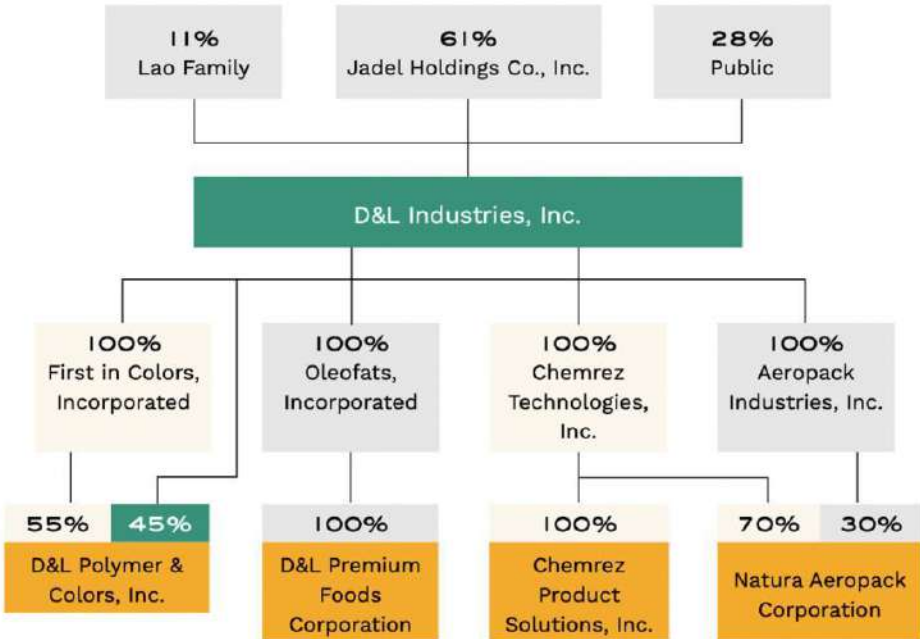 11%
Lao Family
61%
Jadel Holdings Co., Inc.
28%
Public
D&L Industries, Inc.
100%
First in Colors,
Incorporated
100%
Oleofats,
Incorporated
100%
Chemrez
Technologies,
Inc.
100%
Aeropack
Industries, Inc.
55%
45%
D&L Polymer &
Colors, Inc.
100%
D&L Premium
Foods
Corporation
100%
Chemrez
Product
Solutions, Inc.
70%
30%
Natura Aeropack
Corporation